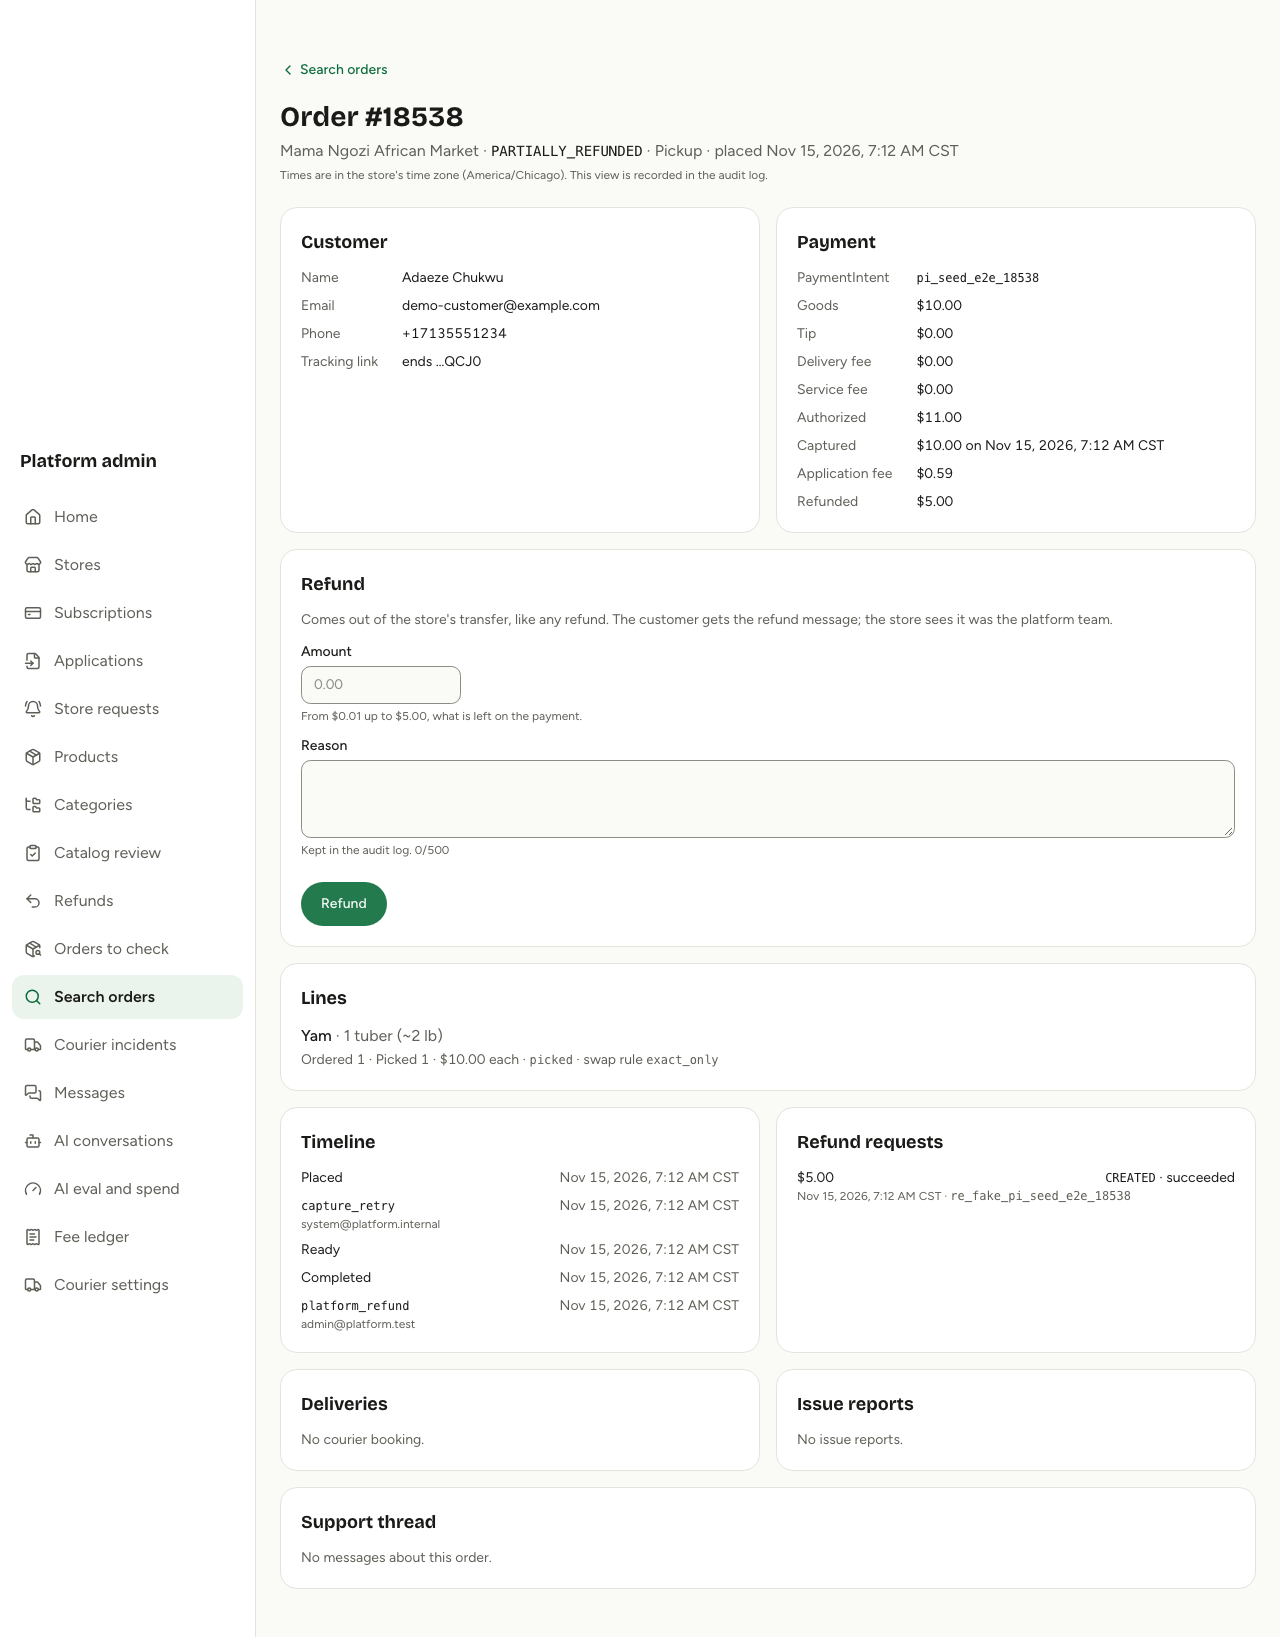 Platform admin
Home
Stores
Subscriptions
Applications
Store requests
Products
Categories
Catalog review
Refunds
Orders to check
Search orders
Courier incidents
Messages
AI conversations
AI eval and spend
Fee ledger
Courier settings
Search orders
Order #18538
Mama Ngozi African Market · PARTIALLY_REFUNDED · Pickup · placed Nov 15, 2026, 7:12 AM CST
Times are in the store's time zone (America/Chicago). This view is recorded in the audit log.
Customer
Name Adaeze Chukwu
Email demo-customer@example.com
Phone +17135551234
Tracking link ends …QCJ0
Payment
PaymentIntent pi_seed_e2e_18538
Goods $10.00
Tip $0.00
Delivery fee $0.00
Service fee $0.00
Authorized $11.00
Captured $10.00 on Nov 15, 2026, 7:12 AM CST
Application fee $0.59
Refunded $5.00
Refund
Comes out of the store's transfer, like any refund. The customer gets the refund message; the store sees it was the platform team.
Amount
0.00
From $0.01 up to $5.00, what is left on the payment.
Reason
Kept in the audit log. 0/500
Refund
Lines
Yam · 1 tuber (~2 lb)
Ordered 1 · Picked 1 · $10.00 each · picked · swap rule exact_only
Timeline
Placed Nov 15, 2026, 7:12 AM CST
capture_retry Nov 15, 2026, 7:12 AM CST
system@platform.internal
Ready Nov 15, 2026, 7:12 AM CST
Completed Nov 15, 2026, 7:12 AM CST
platform_refund Nov 15, 2026, 7:12 AM CST
admin@platform.test
Refund requests
$5.00 CREATED · succeeded
Nov 15, 2026, 7:12 AM CST · re_fake_pi_seed_e2e_18538
Deliveries
No courier booking.
Issue reports
No issue reports.
Support thread
No messages about this order.